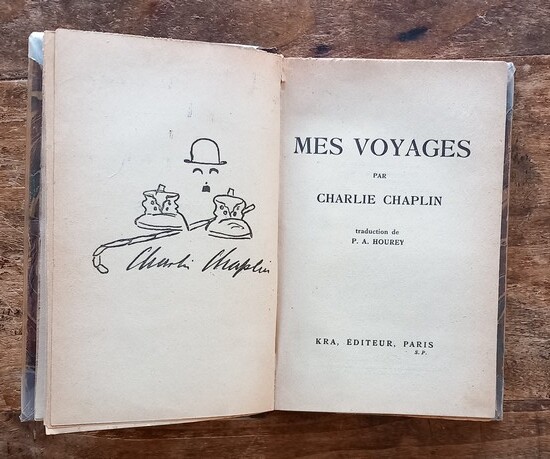 Charlie Chaplin
MES VOYAGES
PAR
CHARLIE CHAPLIN
traduction de
P. A. HOUREY
KRA, ÉDITEUR, PARIS
S. P.